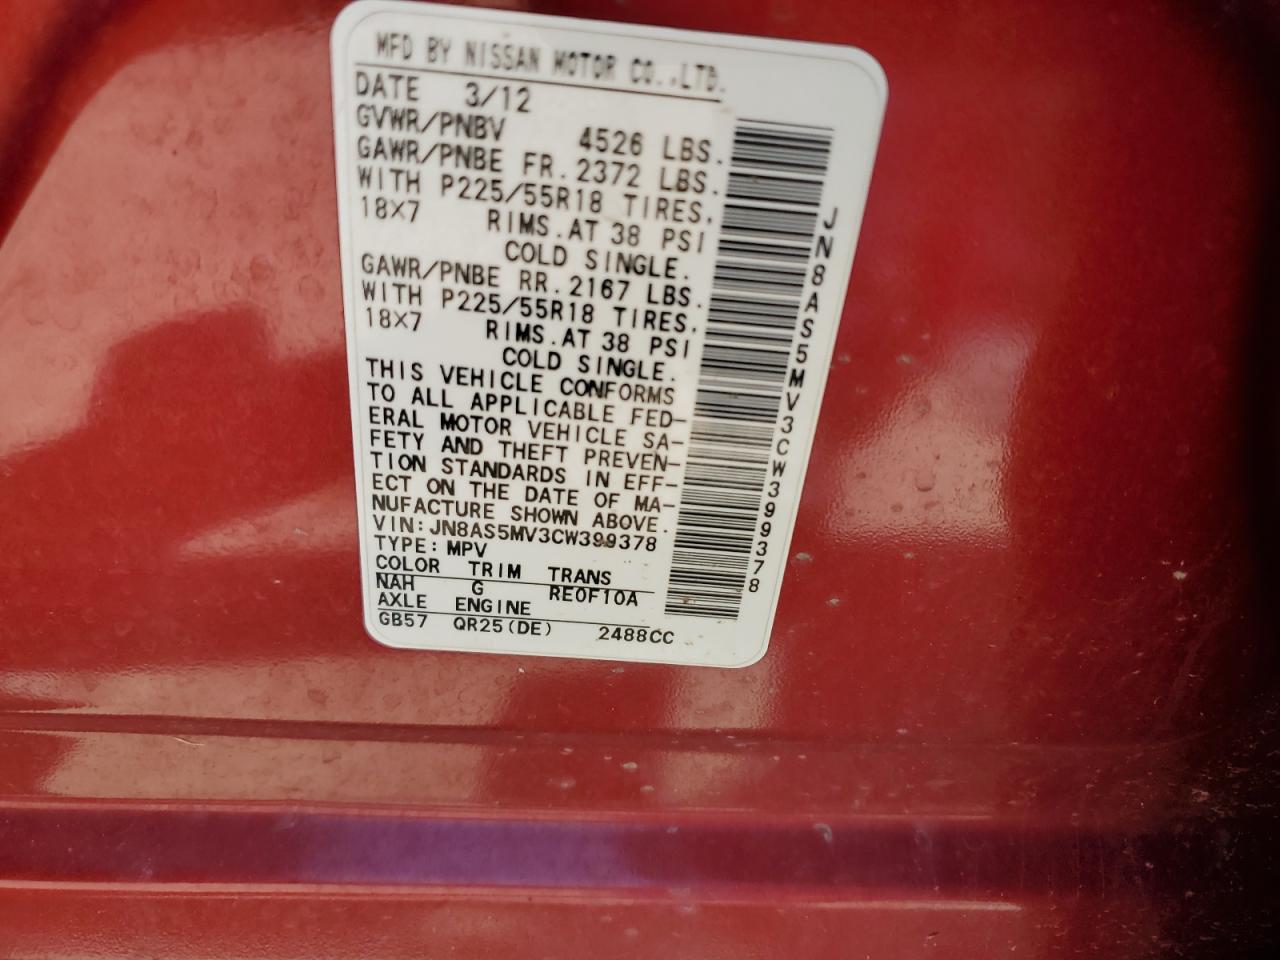 MFD BY NISSAN MOTOR CO.,LTD.
DATE 3/12
GVWR/PNBV 4526 LBS.
GAWR/PNBE FR. 2372 LBS.
WITH P225/55R18 TIRES.
18X7 RIMS.AT 38 PSI
COLD SINGLE.
GAWR/PNBE RR. 2167 LBS.
WITH P225/55R18 TIRES.
18X7 RIMS.AT 38 PSI
COLD SINGLE.
THIS VEHICLE CONFORMS
TO ALL APPLICABLE FED-
ERAL MOTOR VEHICLE SA-
FETY AND THEFT PREVEN-
TION STANDARDS IN EFF-
ECT ON THE DATE OF MA-
NUFACTURE SHOWN ABOVE.
VIN:JN8AS5MV3CW399378
TYPE:MPV
COLOR TRIM TRANS
NAH G RE0F10A
AXLE ENGINE
GB57 QR25(DE) 2488CC
JN8AS5MV3CW399378